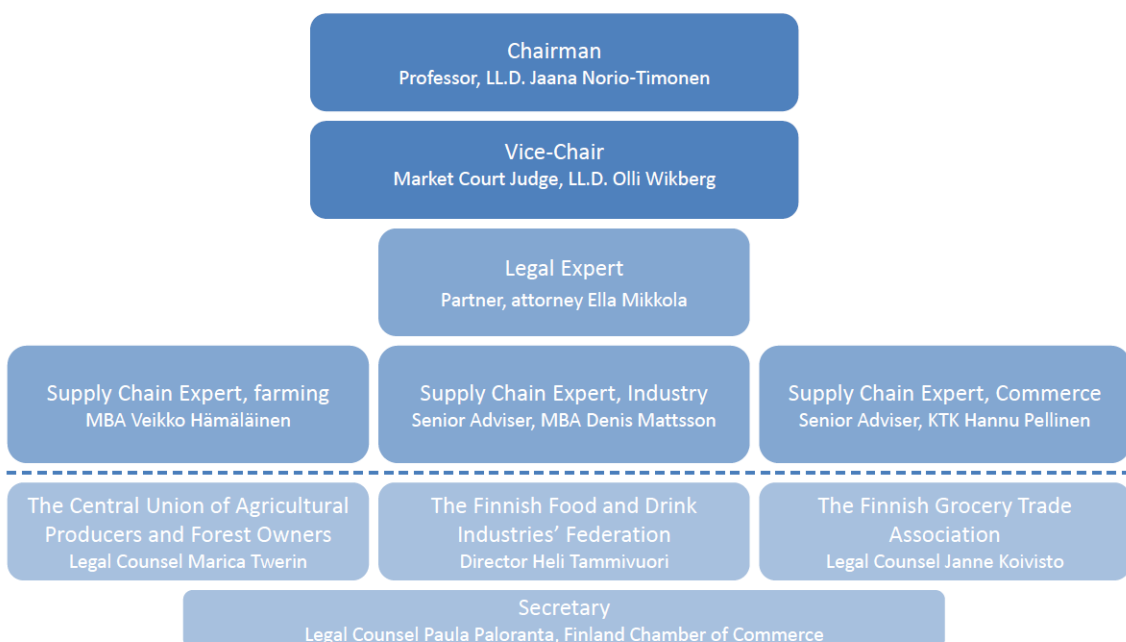 Chairman
Professor, LL.D. Jaana Norio-Timonen
Vice-Chair
Market Court Judge, LL.D. Olli Wikberg
Legal Expert
Partner, attorney Ella Mikkola
Supply Chain Expert, farming
MBA Veikko Hämäläinen
Supply Chain Expert, Industry
Senior Adviser, MBA Denis Mattsson
Supply Chain Expert, Commerce
Senior Adviser, KTK Hannu Pellinen
The Central Union of Agricultural
Producers and Forest Owners
Legal Counsel Marica Twerin
The Finnish Food and Drink
Industries’ Federation
Director Heli Tammivuori
The Finnish Grocery Trade
Association
Legal Counsel Janne Koivisto
Secretary
Legal Counsel Paula Paloranta, Finland Chamber of Commerce